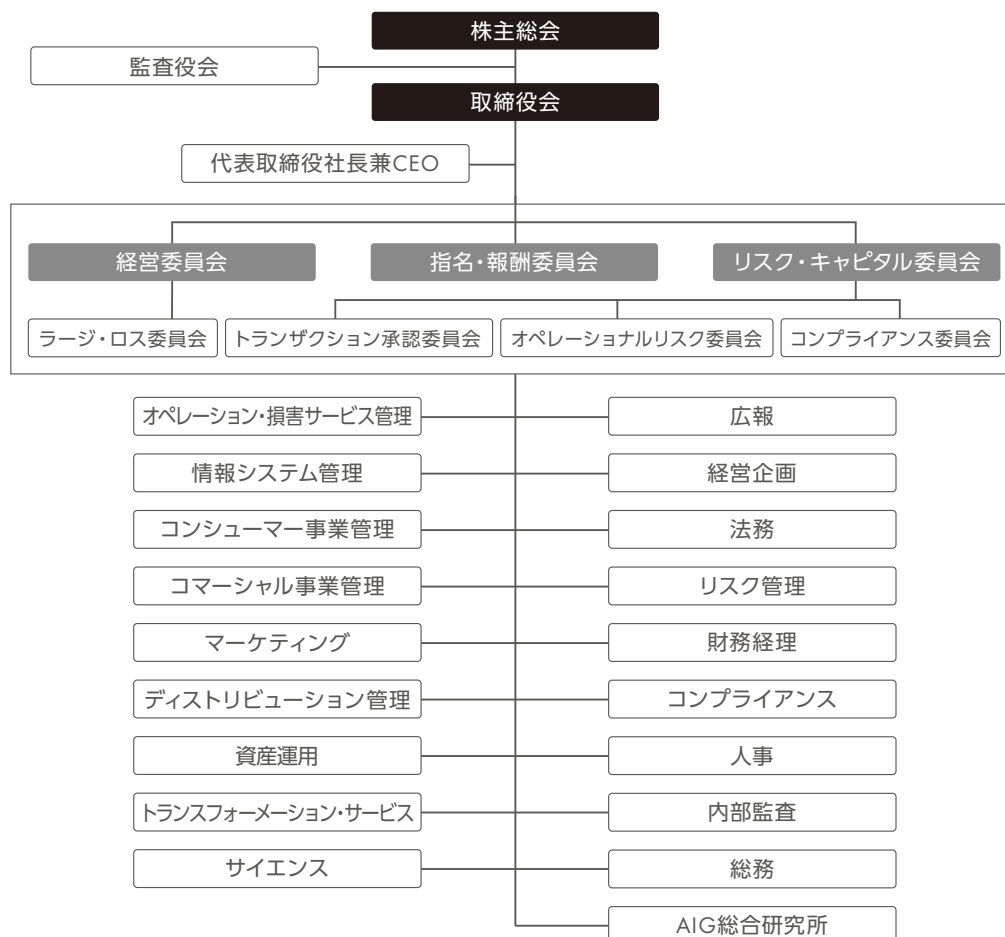 株主総会
監査役会
取締役会
代表取締役社長兼CEO
経営委員会
指名・報酬委員会
リスク・キャピタル委員会
ラージ・ロス委員会
トランザクション承認委員会
オペレーショナルリスク委員会
コンプライアンス委員会
オペレーション・損害サービス管理
広報
情報システム管理
経営企画
コンシューマー事業管理
法務
コマーシャル事業管理
リスク管理
マーケティング
財務経理
ディストリビューション管理
コンプライアンス
資産運用
人事
トランスフォーメーション・サービス
内部監査
サイエンス
総務
AIG総合研究所